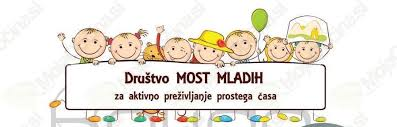 Društvo MOST MLADIH
za aktivno preživljanje prostega časa